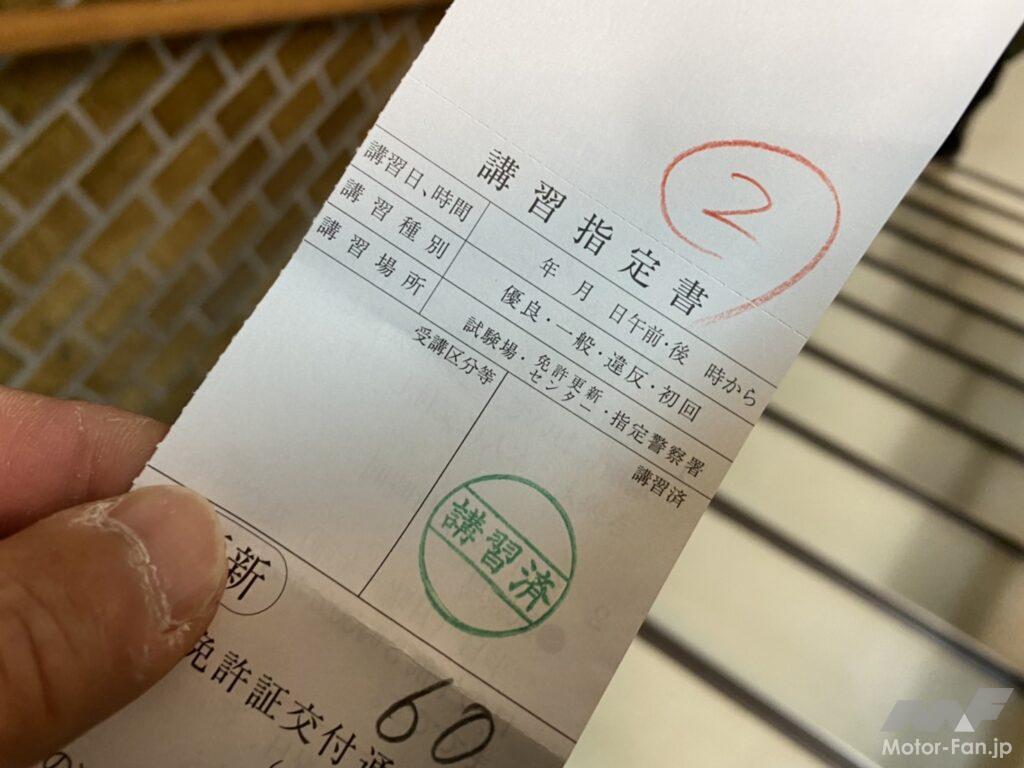 ②
講習指定書
講習日、時間 年 月 日午前・後 時から
講習種別 優良・一般・違反・初回
講習場所 試験場・免許更新センター・指定警察署
受講区分等 講習済
講習済
新
免許証交付通
60
の
Motor-Fan.jp